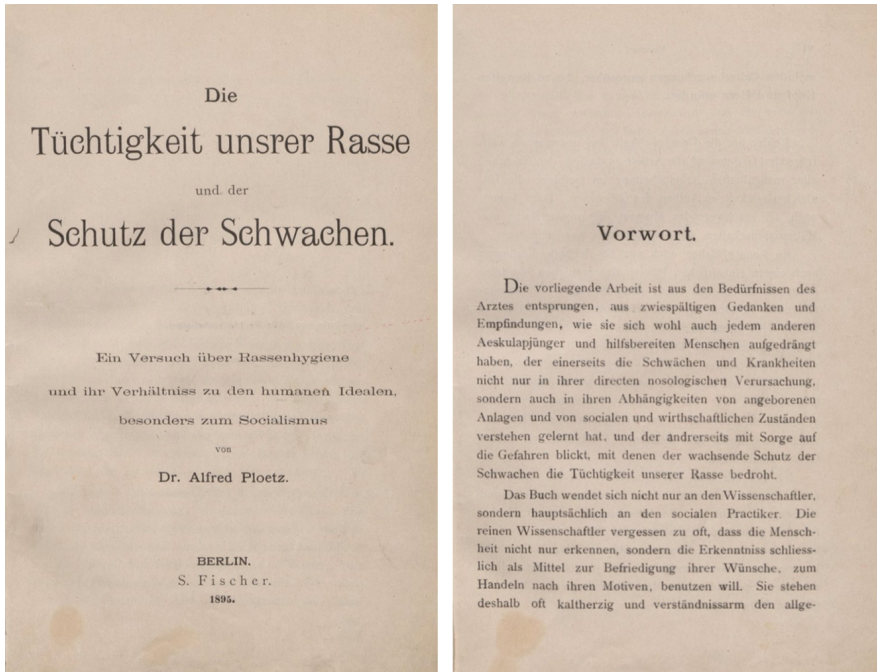 Die
Tüchtigkeit unsrer Rasse
und der
Schutz der Schwachen.
Ein Versuch über Rassenhygiene
und ihr Verhältniss zu den humanen Idealen,
besonders zum Socialismus
von
Dr. Alfred Ploetz.
BERLIN.
S. Fischer.
1895.
Vorwort.
Die vorliegende Arbeit ist aus den Bedürfnissen des
Arztes entsprungen, aus zwiespältigen Gedanken und
Empfindungen, wie sie sich wohl auch jedem anderen
Aeskulapjünger und hilfsbereiten Menschen aufgedrängt
haben, der einerseits die Schwächen und Krankheiten
nicht nur in ihrer directen nosologischen Verursachung,
sondern auch in ihren Abhängigkeiten von angeborenen
Anlagen und von socialen und wirthschaftlichen Zuständen
verstehen gelernt hat, und der andrerseits mit Sorge auf
die Gefahren blickt, mit denen der wachsende Schutz der
Schwachen die Tüchtigkeit unserer Rasse bedroht.
Das Buch wendet sich nicht nur an den Wissenschaftler,
sondern hauptsächlich an den socialen Practiker. Die
reinen Wissenschaftler vergessen zu oft, dass die Mensch-
heit nicht nur erkennen, sondern die Erkenntniss schliess-
lich als Mittel zur Befriedigung ihrer Wünsche, zum
Handeln nach ihren Motiven, benutzen will. Sie stehen
deshalb oft kaltherzig und verständnissarm den allge-